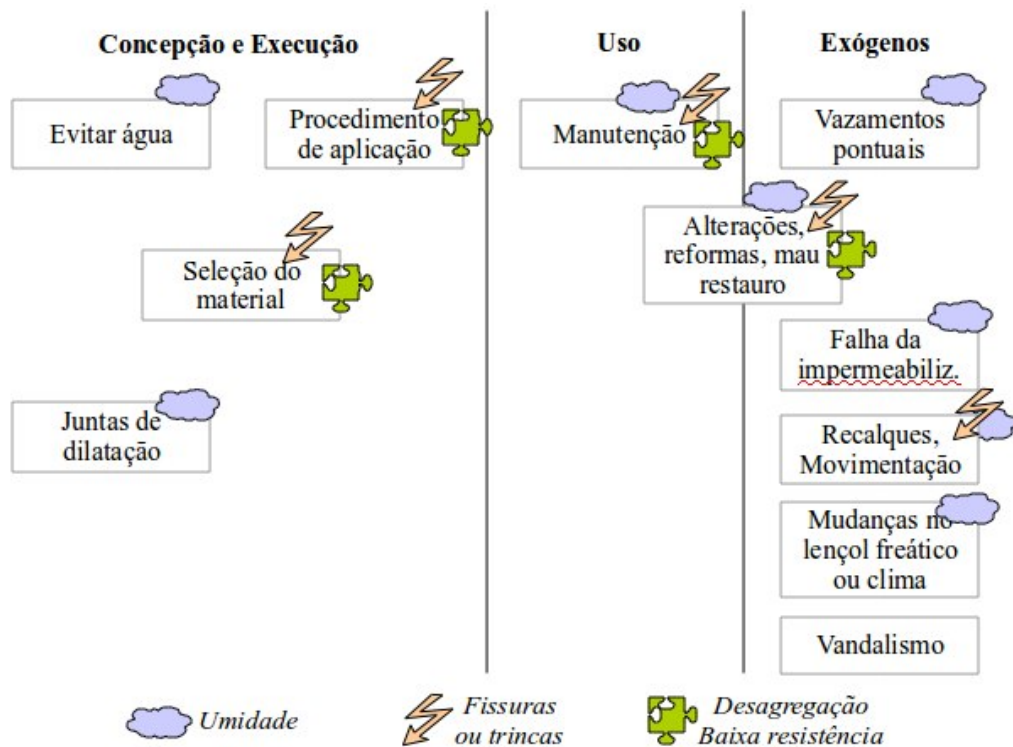 Concepção e Execução
Uso
Exógenos
Evitar água
Procedimento
de aplicação
Manutenção
Vazamentos
pontuais
Alterações,
reformas, mau
restauro
Seleção do
material
Falha da
impermeabiliz.
Juntas de
dilatação
Recalques,
Movimentação
Mudanças no
lençol freático
ou clima
Vandalismo
Umidade
Fissuras
ou trincas
Desagregação
Baixa resistência